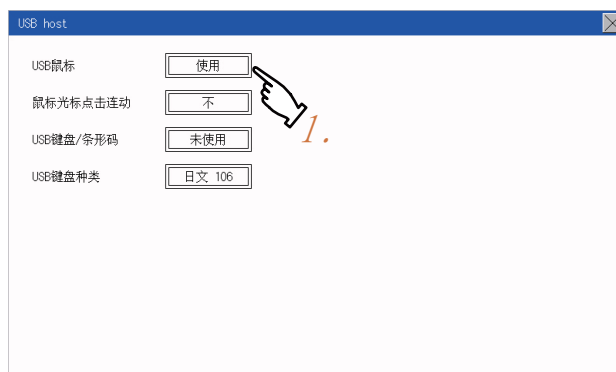 USB host
USB鼠标 使用
鼠标光标点击连动 不
1.
USB键盘/条形码 未使用
USB键盘种类 日文 106